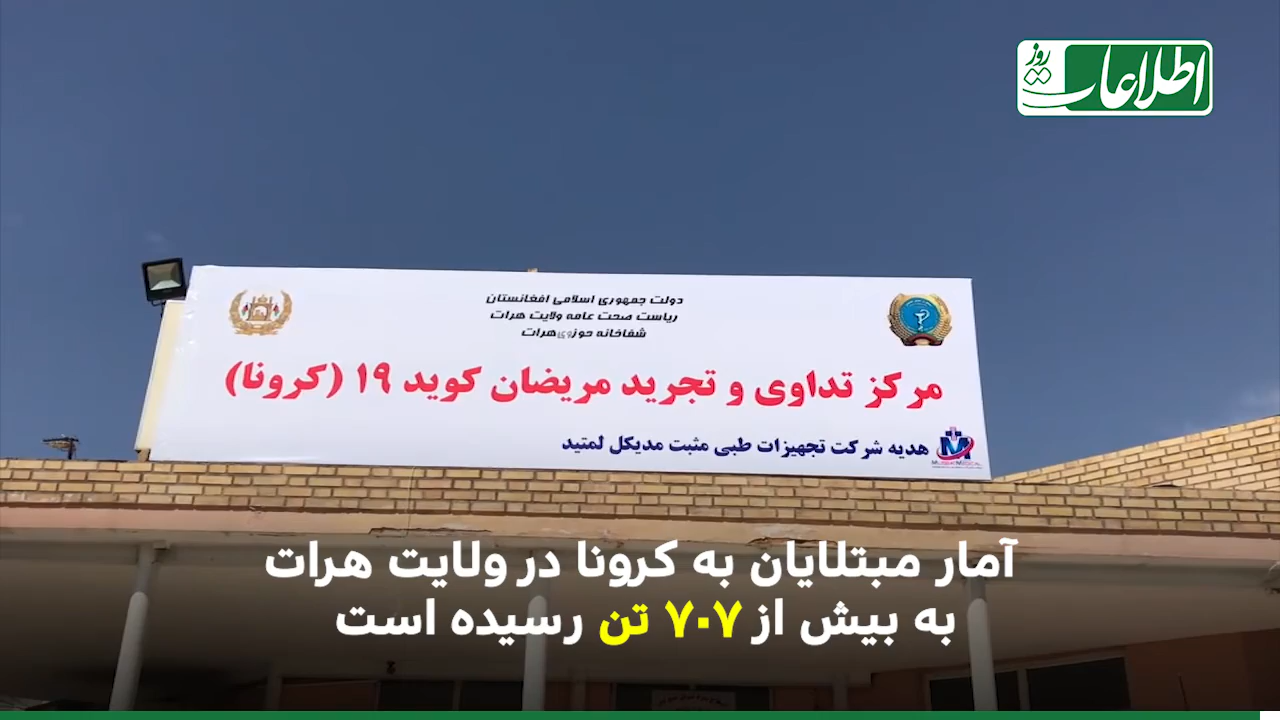 اطلاعات روز
دولت جمهوری اسلامی افغانستان
ریاست صحت عامه ولایت هرات
شفاخانه حوزوی هرات
مرکز تداوی و تجرید مریضان کوید ۱۹ (کرونا)
هدیه شرکت تجهیزات طبی مثبت مدیکل لمتید
آمار مبتلایان به کرونا در ولایت هرات
به بیش از ۷۰۷ تن رسیده است